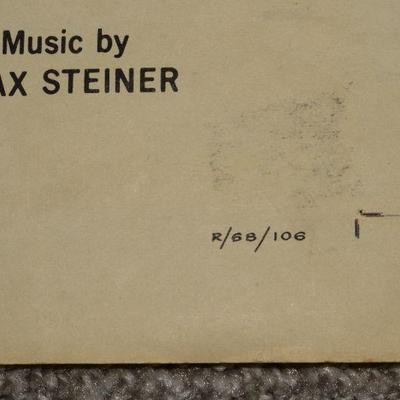 Music by
AX STEINER
R/68/106